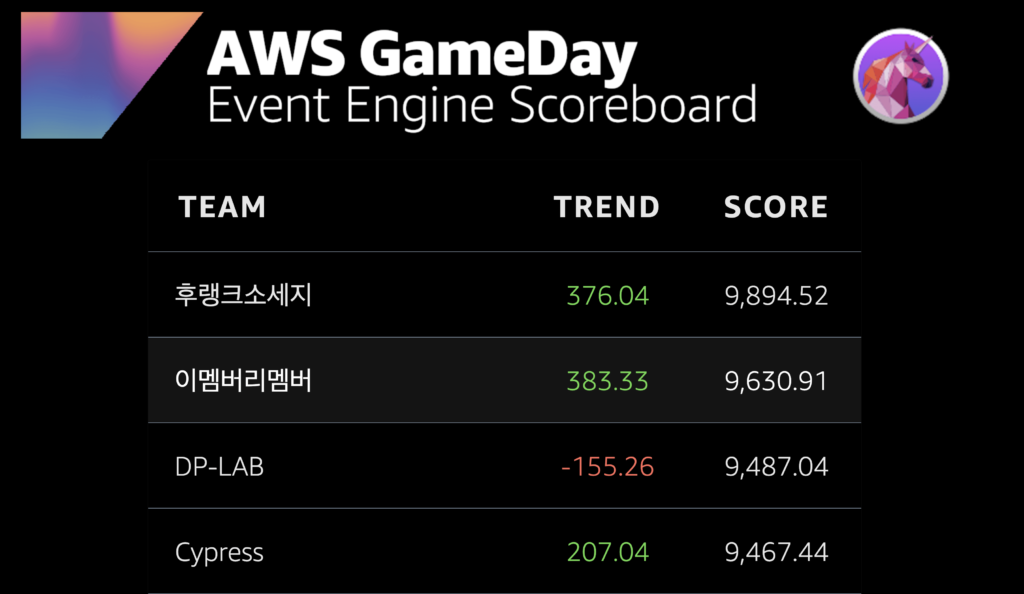 AWS GameDay
Event Engine Scoreboard
TEAM TREND SCORE
후랭크소세지 376.04 9,894.52
이멤버리멤버 383.33 9,630.91
DP-LAB -155.26 9,487.04
Cypress 207.04 9,467.44